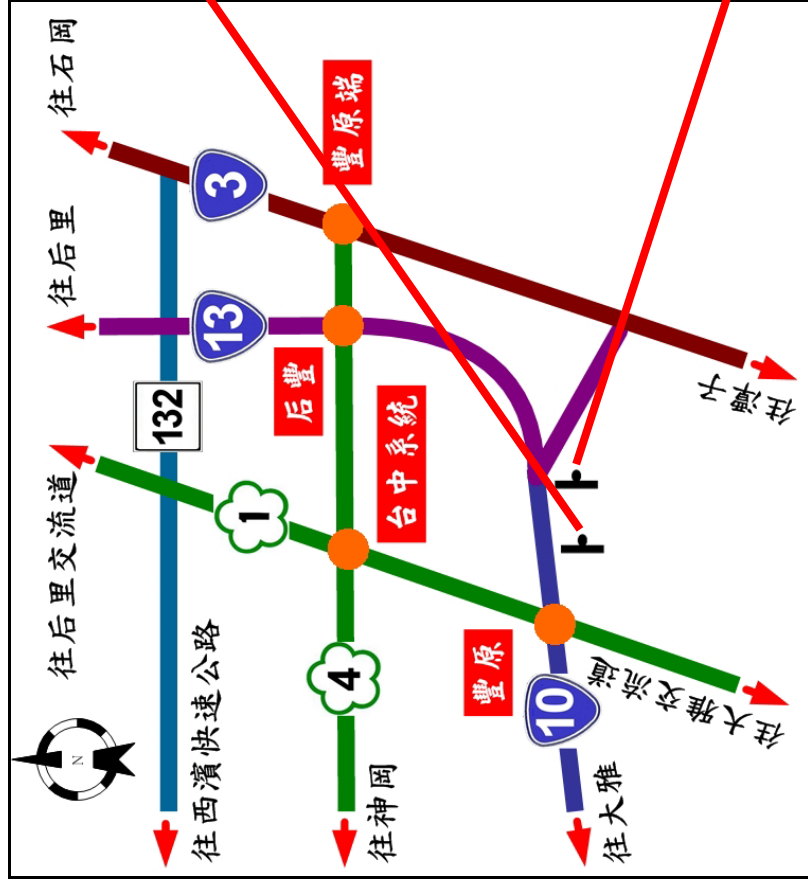 往石岡
往后里
往后里交流道
往西濱快速公路
3
13
132
1
豐原端
后豐
台中系統
4
往神岡
豐原
10
往大雅
往潭子
往大雅交流道
N